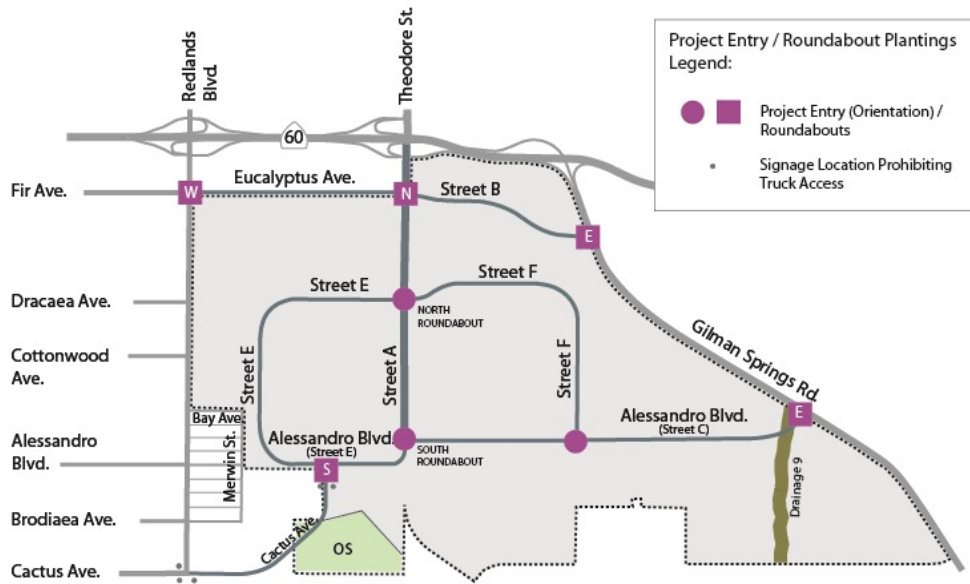 Redlands
Blvd.
Theodore St.
Project Entry / Roundabout Plantings
Legend:
Project Entry (Orientation) /
Roundabouts
Signage Location Prohibiting
Truck Access
60
Fir Ave.
W
Eucalyptus Ave.
N
Street B
E
Dracaea Ave.
Street E
Street F
NORTH
ROUNDABOUT
Cottonwood
Ave.
Street E
Street A
Street F
Gilman Springs Rd.
Bay Ave.
Merwin St.
Alessandro
Blvd.
Alessandro Blvd.
(Street E)
SOUTH
ROUNDABOUT
Alessandro Blvd.
(Street C)
E
S
Drainage 9
Brodiaea Ave.
Cactus Ave.
OS
Cactus Ave.